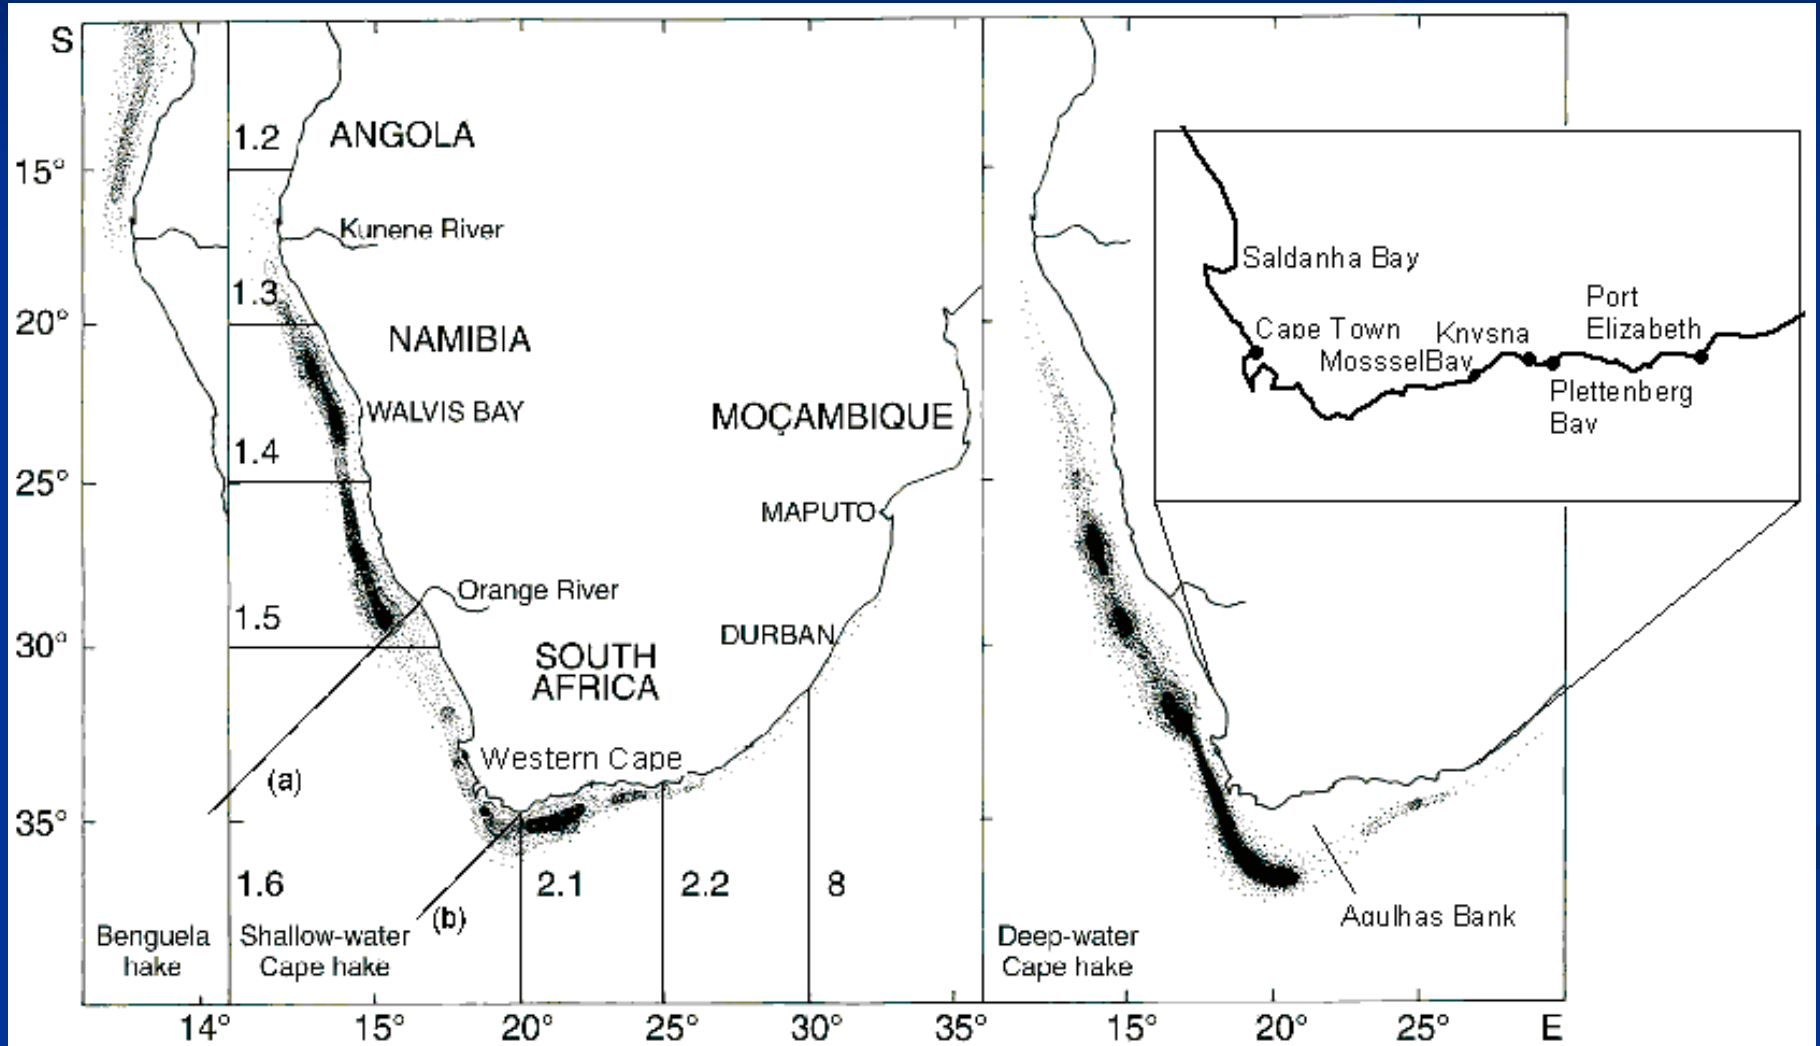 S
15°
20°
25°
30°
35°
1.2
ANGOLA
Kunene River
1.3
NAMIBIA
WALVIS BAY
MOÇAMBIQUE
1.4
MAPUTO
Orange River
1.5
DURBAN
SOUTH
AFRICA
Western Cape
(a)
1.6
2.1
2.2
8
(b)
Benguela
hake
Shallow-water
Cape hake
Deep-water
Cape hake
Agulhas Bank
Saldanha Bay
Cape Town
MosselBay
Knysna
Port
Elizabeth
Plettenberg
Bay
14°
15°
20°
25°
30°
35°
15°
20°
25°
E